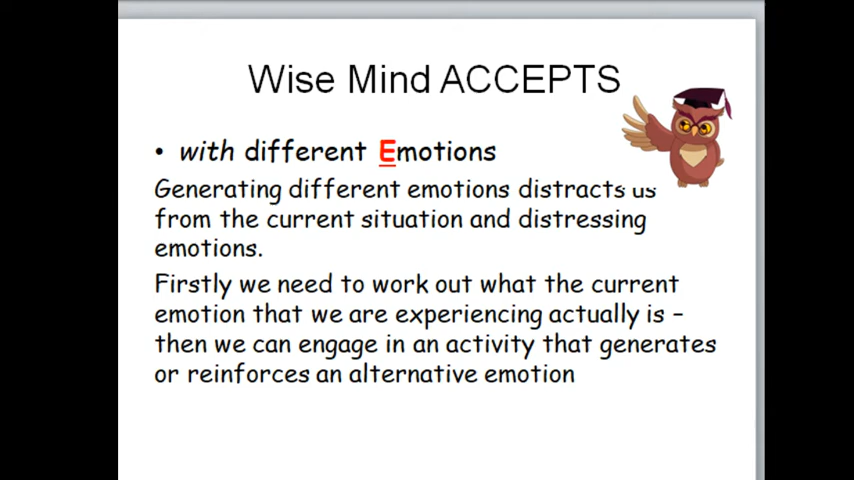 Wise Mind ACCEPTS
• with different Emotions
Generating different emotions distracts us
from the current situation and distressing
emotions.
Firstly we need to work out what the current
emotion that we are experiencing actually is –
then we can engage in an activity that generates
or reinforces an alternative emotion